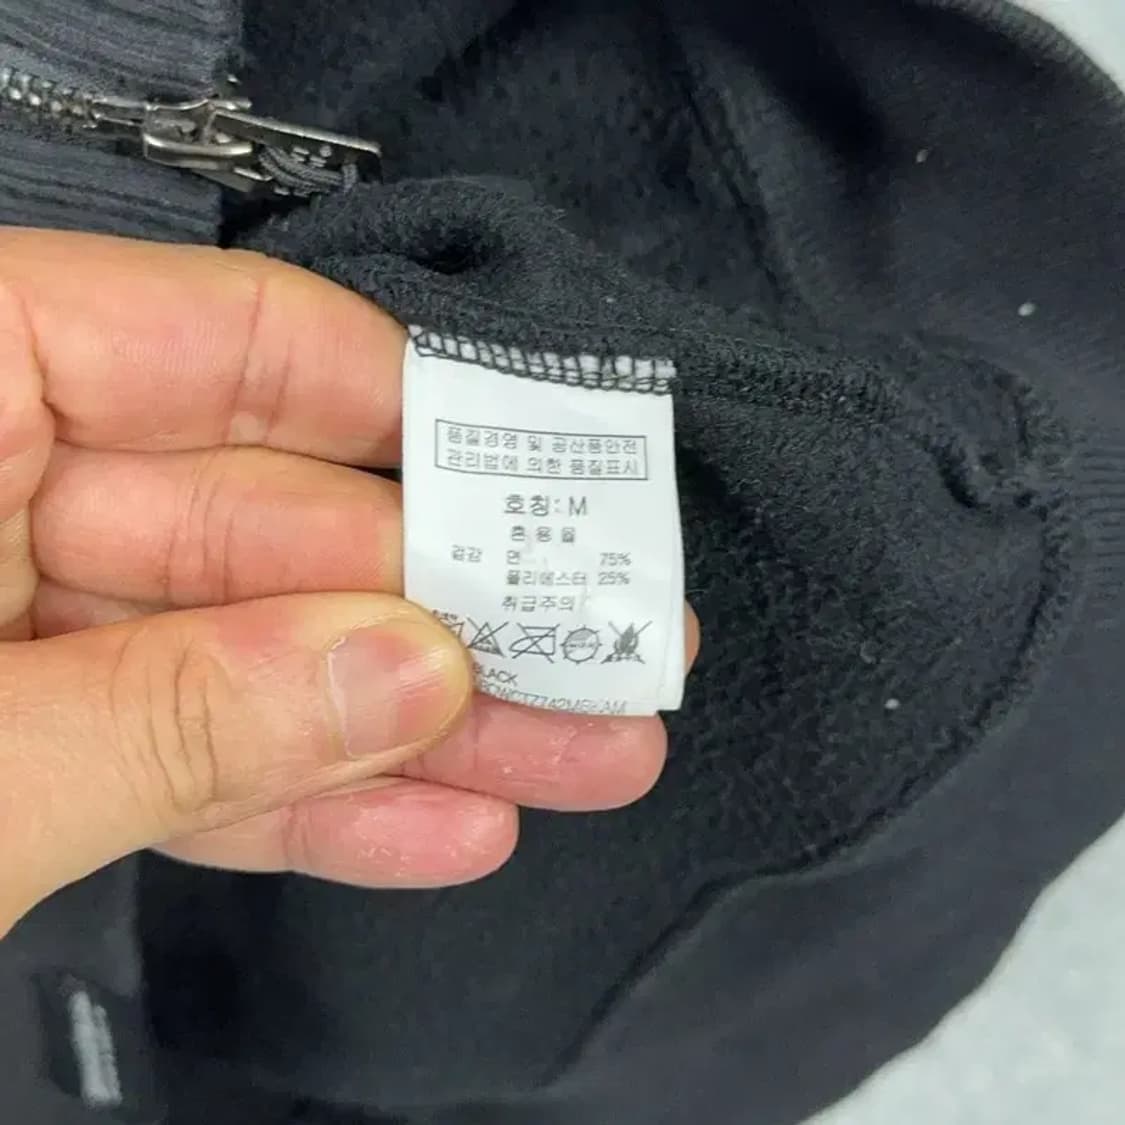 품질경영 및 공산품안전
관리법에 의한 품질표시
호칭: M
혼용율
겉감 면 75%
폴리에스터 25%
취급주의
BLACK